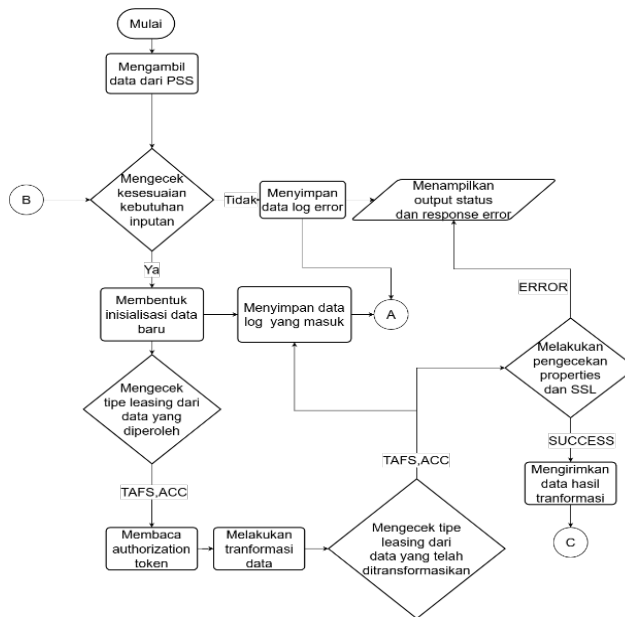 Mulai
Mengambil
data dari PSS
Mengecek
kesesuaian
kebutuhan
inputan
B
Tidak
Menyimpan
data log error
Menampilkan
output status
dan response error
Ya
ERROR
Membentuk
inisialisasi data
baru
Menyimpan data
log yang masuk
A
Melakukan
pengecekan
properties
dan SSL
Mengecek
tipe leasing dari
data yang
diperoleh
SUCCESS
TAFS,ACC
TAFS,ACC
Mengirimkan
data hasil
tranformasi
Membaca
authorization
token
Melakukan
tranformasi
data
Mengecek tipe
leasing dari
data yang telah
ditransformasikan
C